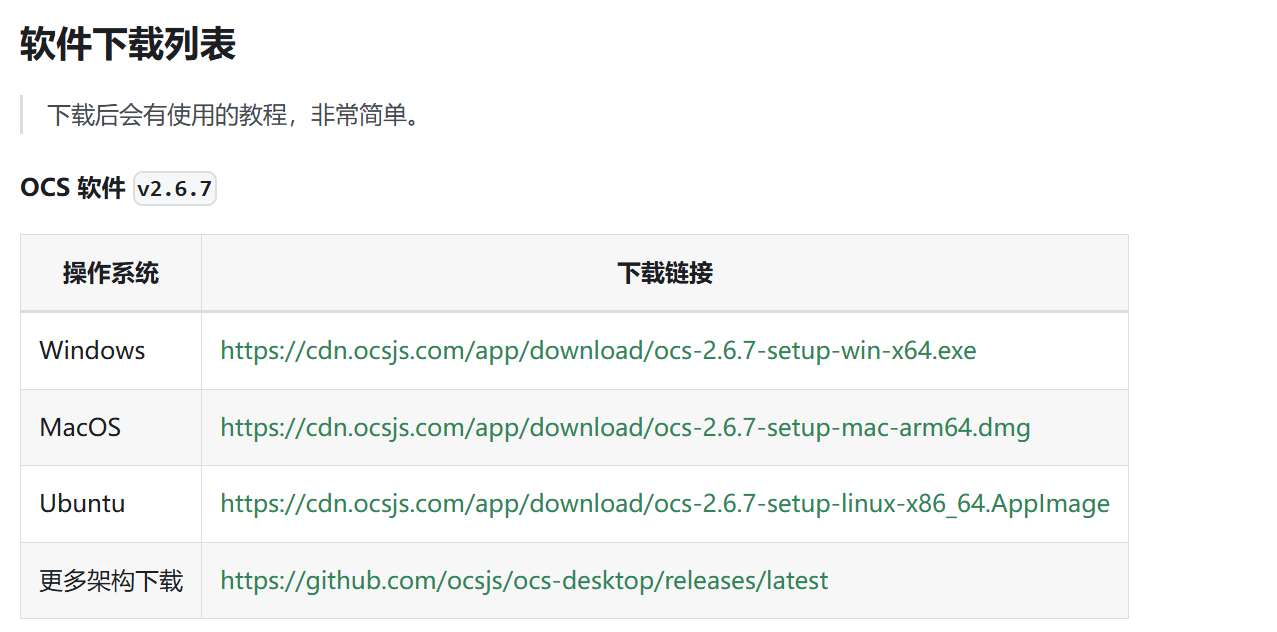 软件下载列表
下载后会有使用的教程，非常简单。
OCS 软件 v2.6.7
操作系统 下载链接
Windows https://cdn.ocsjs.com/app/download/ocs-2.6.7-setup-win-x64.exe
MacOS https://cdn.ocsjs.com/app/download/ocs-2.6.7-setup-mac-arm64.dmg
Ubuntu https://cdn.ocsjs.com/app/download/ocs-2.6.7-setup-linux-x86_64.AppImage
更多架构下载 https://github.com/ocsjs/ocs-desktop/releases/latest